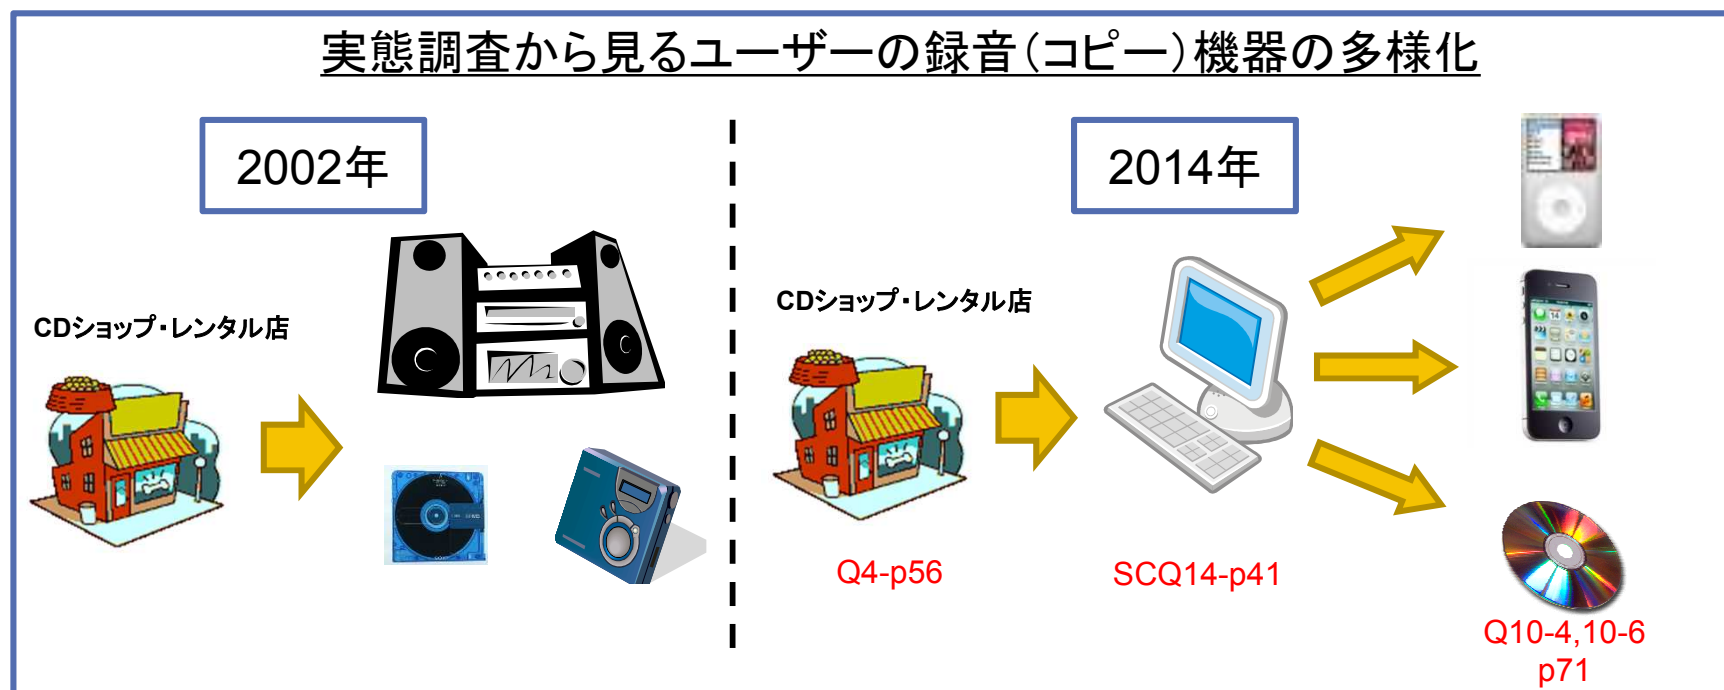 実態調査から見るユーザーの録音（コピー）機器の多様化
2002年
CDショップ・レンタル店
2014年
CDショップ・レンタル店
Q4-p56
SCQ14-p41
Q10-4,10-6
p71